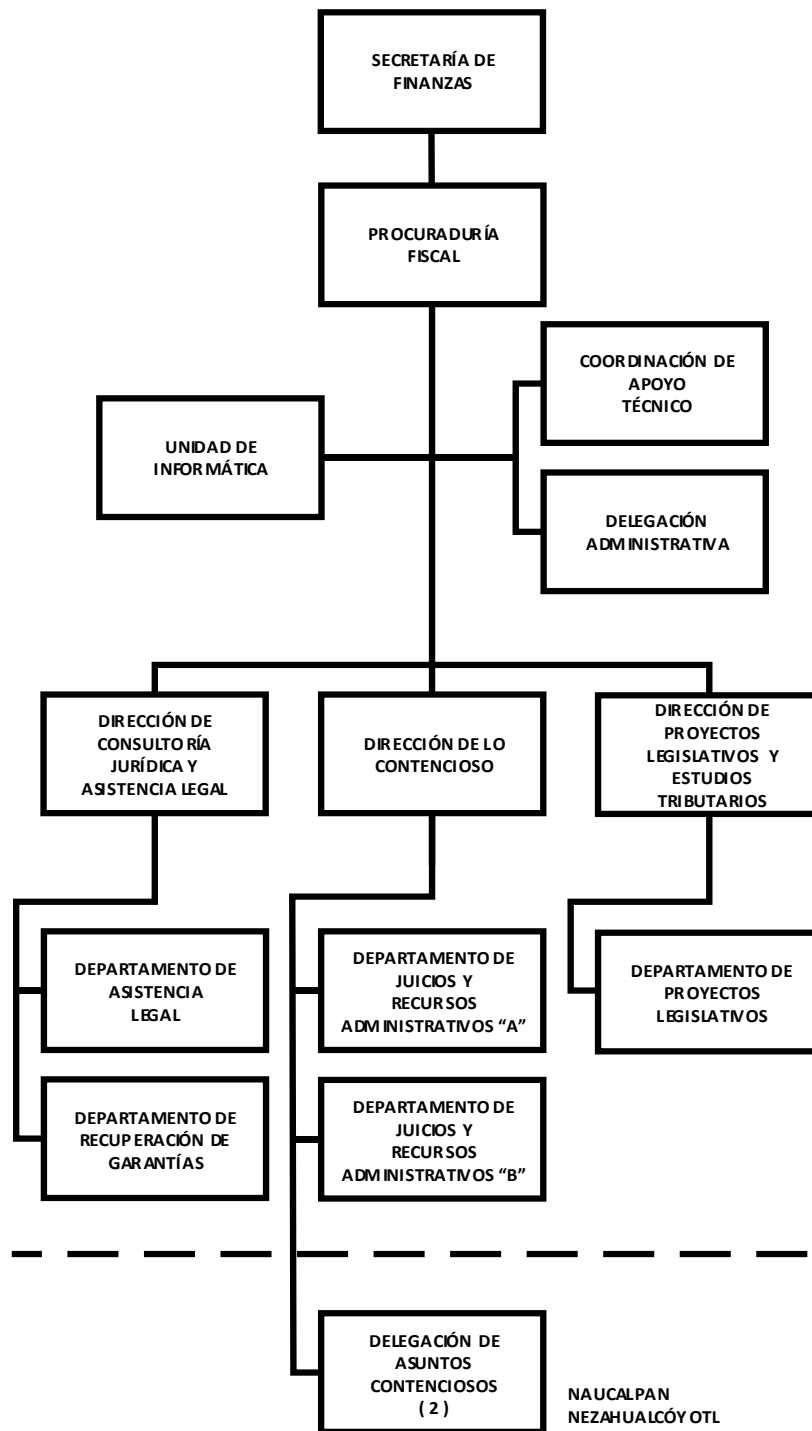 SECRETARÍA DE
FINANZAS
PROCURADURÍA
FISCAL
COORDINACIÓN DE
APOYO
TÉCNICO
UNIDAD DE
INFORMÁTICA
DELEGACIÓN
ADMINISTRATIVA
DIRECCIÓN DE
CONSULTORÍA
JURÍDICA Y
ASISTENCIA LEGAL
DIRECCIÓN DE LO
CONTENCIOSO
DIRECCIÓN DE
PROYECTOS
LEGISLATIVOS Y
ESTUDIOS
TRIBUTARIOS
DEPARTAMENTO DE
ASISTENCIA
LEGAL
DEPARTAMENTO DE
JUICIOS Y
RECURSOS
ADMINISTRATIVOS “A”
DEPARTAMENTO DE
PROYECTOS
LEGISLATIVOS
DEPARTAMENTO DE
RECUPERACIÓN DE
GARANTÍAS
DEPARTAMENTO DE
JUICIOS Y
RECURSOS
ADMINISTRATIVOS “B”
DELEGACIÓN DE
ASUNTOS
CONTENCIOSOS
( 2 )
NAUCALPAN
NEZAHUALCÓYOTL